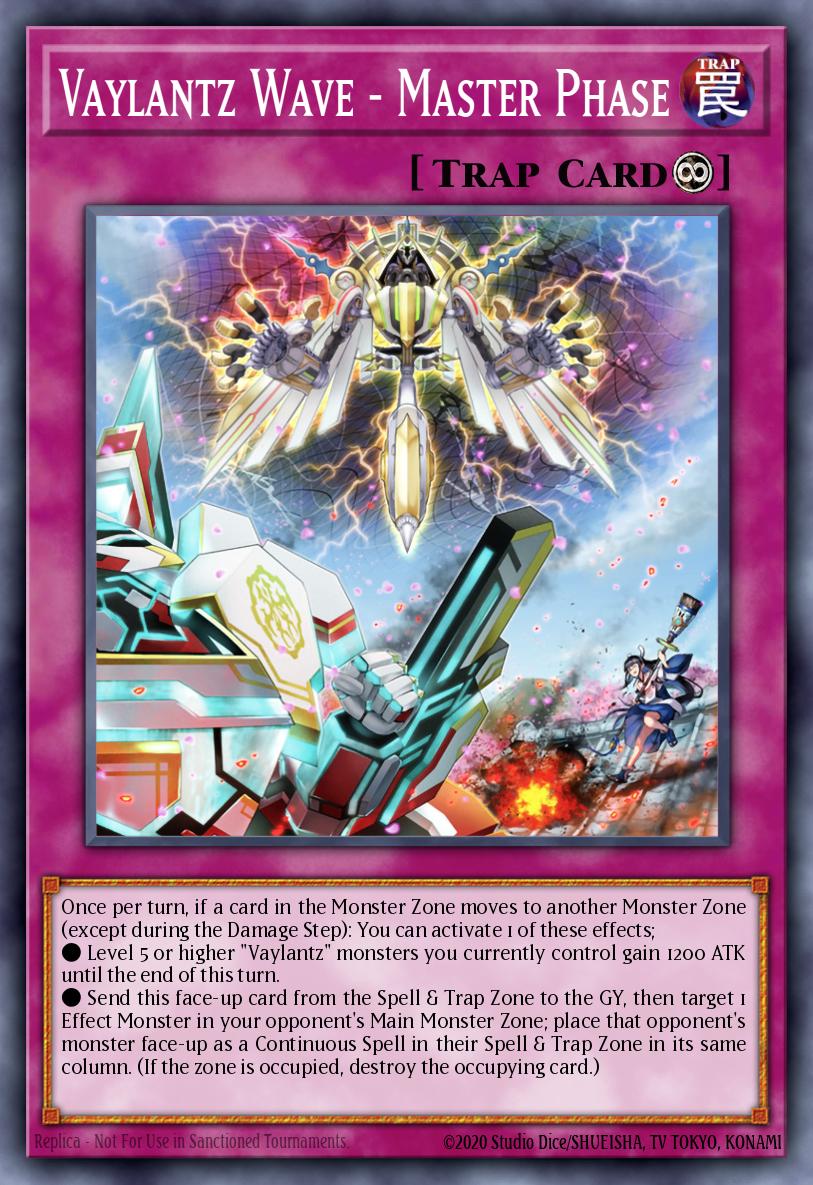 VAYLANTZ WAVE - MASTER PHASE
TRAP
罠
[TRAP CARD]
Once per turn, if a card in the Monster Zone moves to another Monster Zone
(except during the Damage Step): You can activate 1 of these effects;
● Level 5 or higher "Vaylantz" monsters you currently control gain 1200 ATK
until the end of this turn.
● Send this face-up card from the Spell & Trap Zone to the GY, then target 1
Effect Monster in your opponent's Main Monster Zone; place that opponent's
monster face-up as a Continuous Spell in their Spell & Trap Zone in its same
column. (If the zone is occupied, destroy the occupying card.)
Replica - Not For Use in Sanctioned Tournaments.
©2020 Studio Dice/SHUEISHA, TV TOKYO, KONAMI